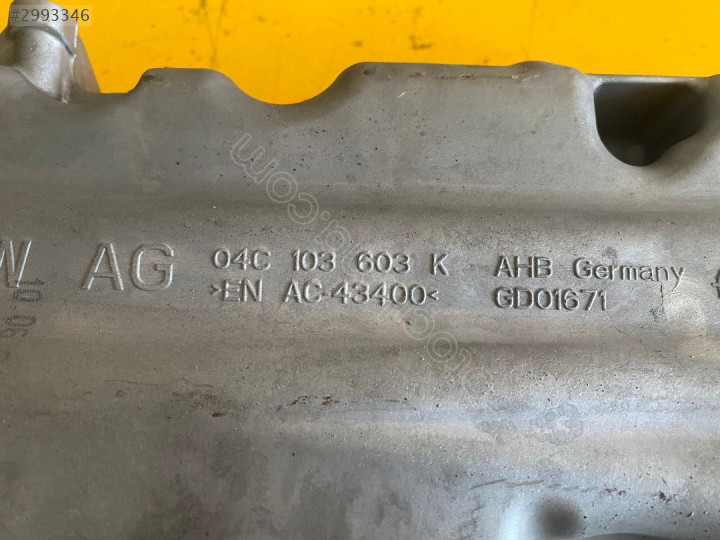 #2993346
W AG 04C 103 603 K AHB Germany
>EN AC-43400< GD01671